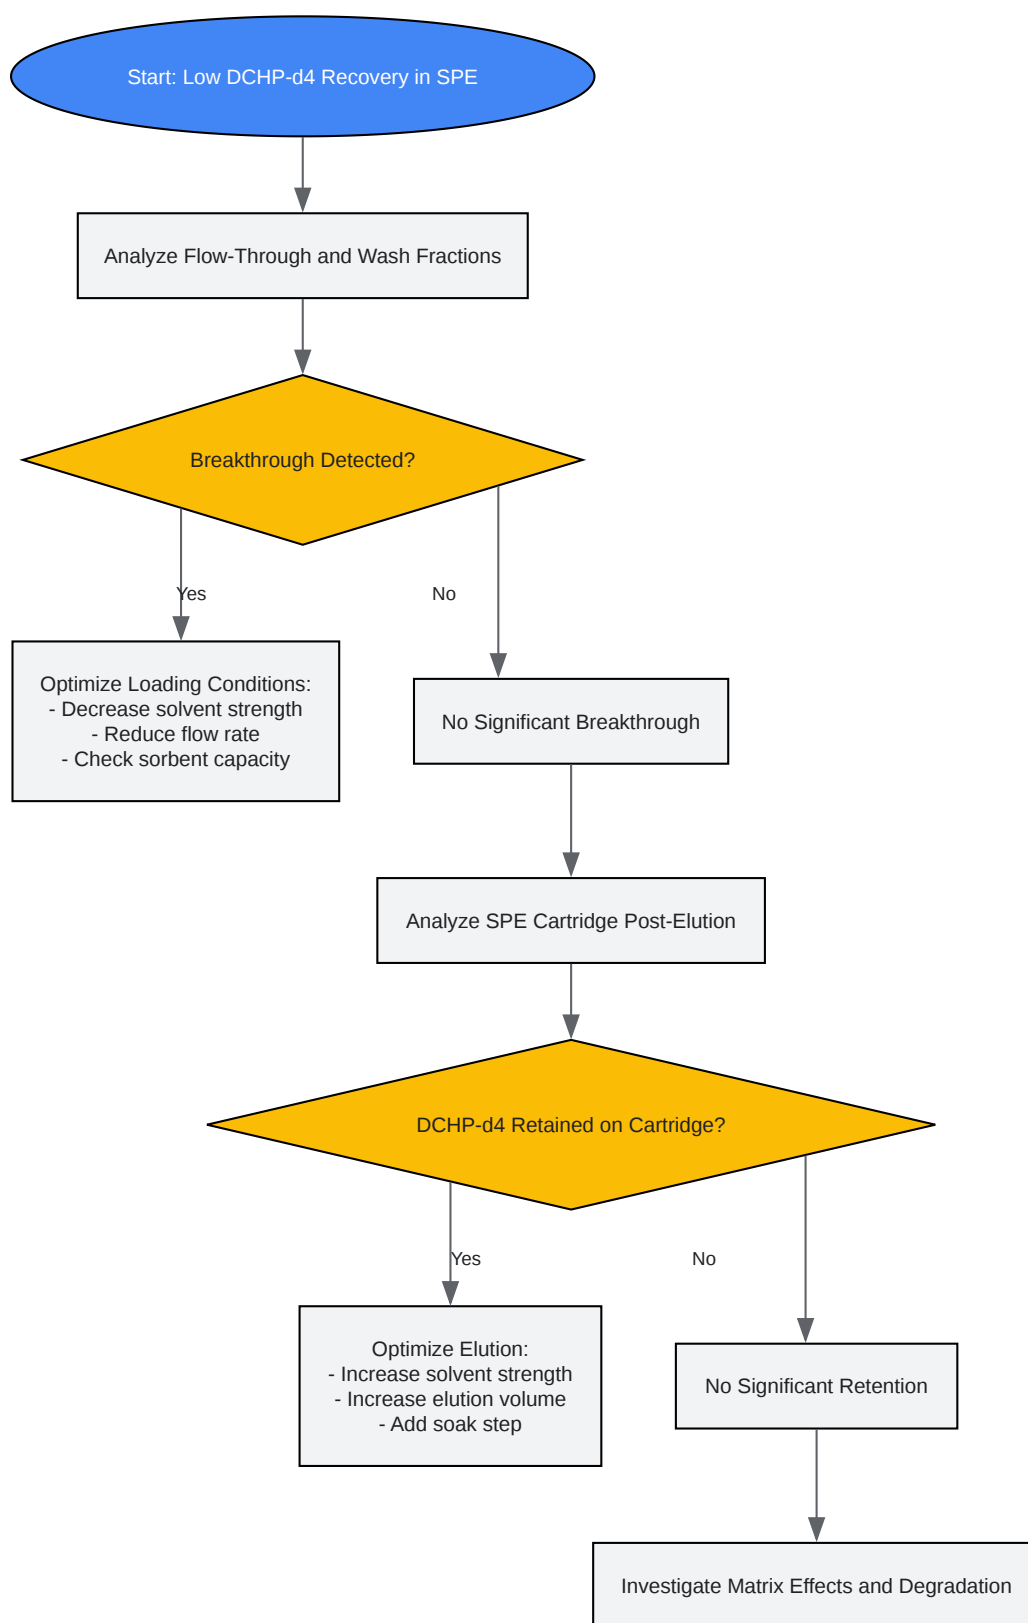 Start: Low DCHP-d4 Recovery in SPE
Analyze Flow-Through and Wash Fractions
Breakthrough Detected?
Yes
No
Optimize Loading Conditions:
- Decrease solvent strength
- Reduce flow rate
- Check sorbent capacity
No Significant Breakthrough
Analyze SPE Cartridge Post-Elution
DCHP-d4 Retained on Cartridge?
Yes
No
Optimize Elution:
- Increase solvent strength
- Increase elution volume
- Add soak step
No Significant Retention
Investigate Matrix Effects and Degradation